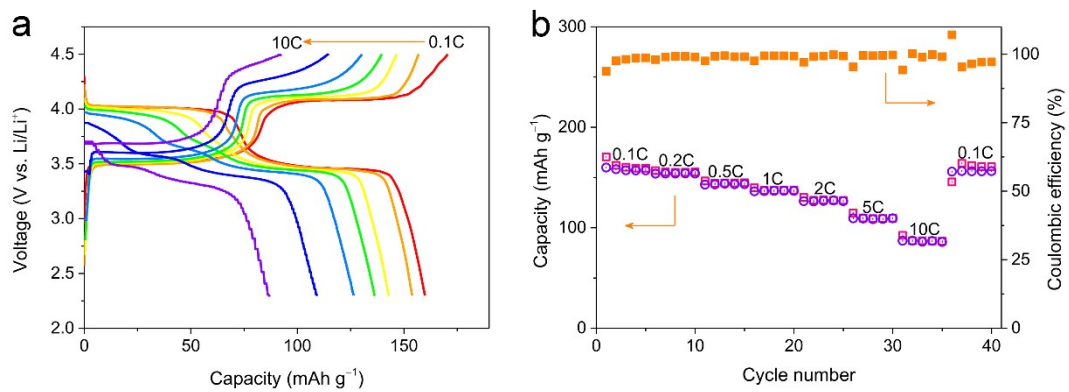 a
10C
0.1C
Voltage (V vs. Li/Li⁺)
4.5
4.0
3.5
3.0
2.5
2.0
0
50
100
150
Capacity (mAh g⁻¹)
b
Capacity (mAh g⁻¹)
300
250
200
150
100
50
0
0.1C
0.2C
0.5C
1C
2C
5C
10C
0.1C
0
10
20
30
40
Cycle number
100
75
50
25
0
Coulombic efficiency (%)